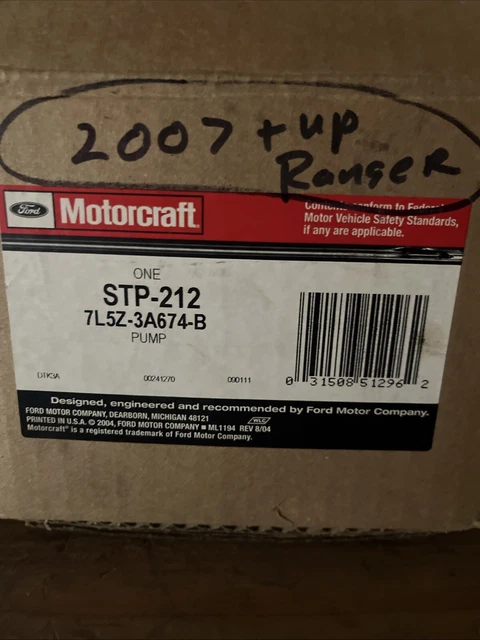 2007 + up
Ranger
Ford Motorcraft®
conform to Federal
Motor Vehicle Safety Standards,
if any are applicable.
ONE
STP-212
7L5Z-3A674-B
PUMP
DTK3A 00241270 090111
0 31508 51296 2
Designed, engineered and recommended by Ford Motor Company.
FORD MOTOR COMPANY, DEARBORN, MICHIGAN 48121
PRINTED IN U.S.A. © 2004, FORD MOTOR COMPANY ■ ML1194 REV 8/04
Motorcraft® is a registered trademark of Ford Motor Company.